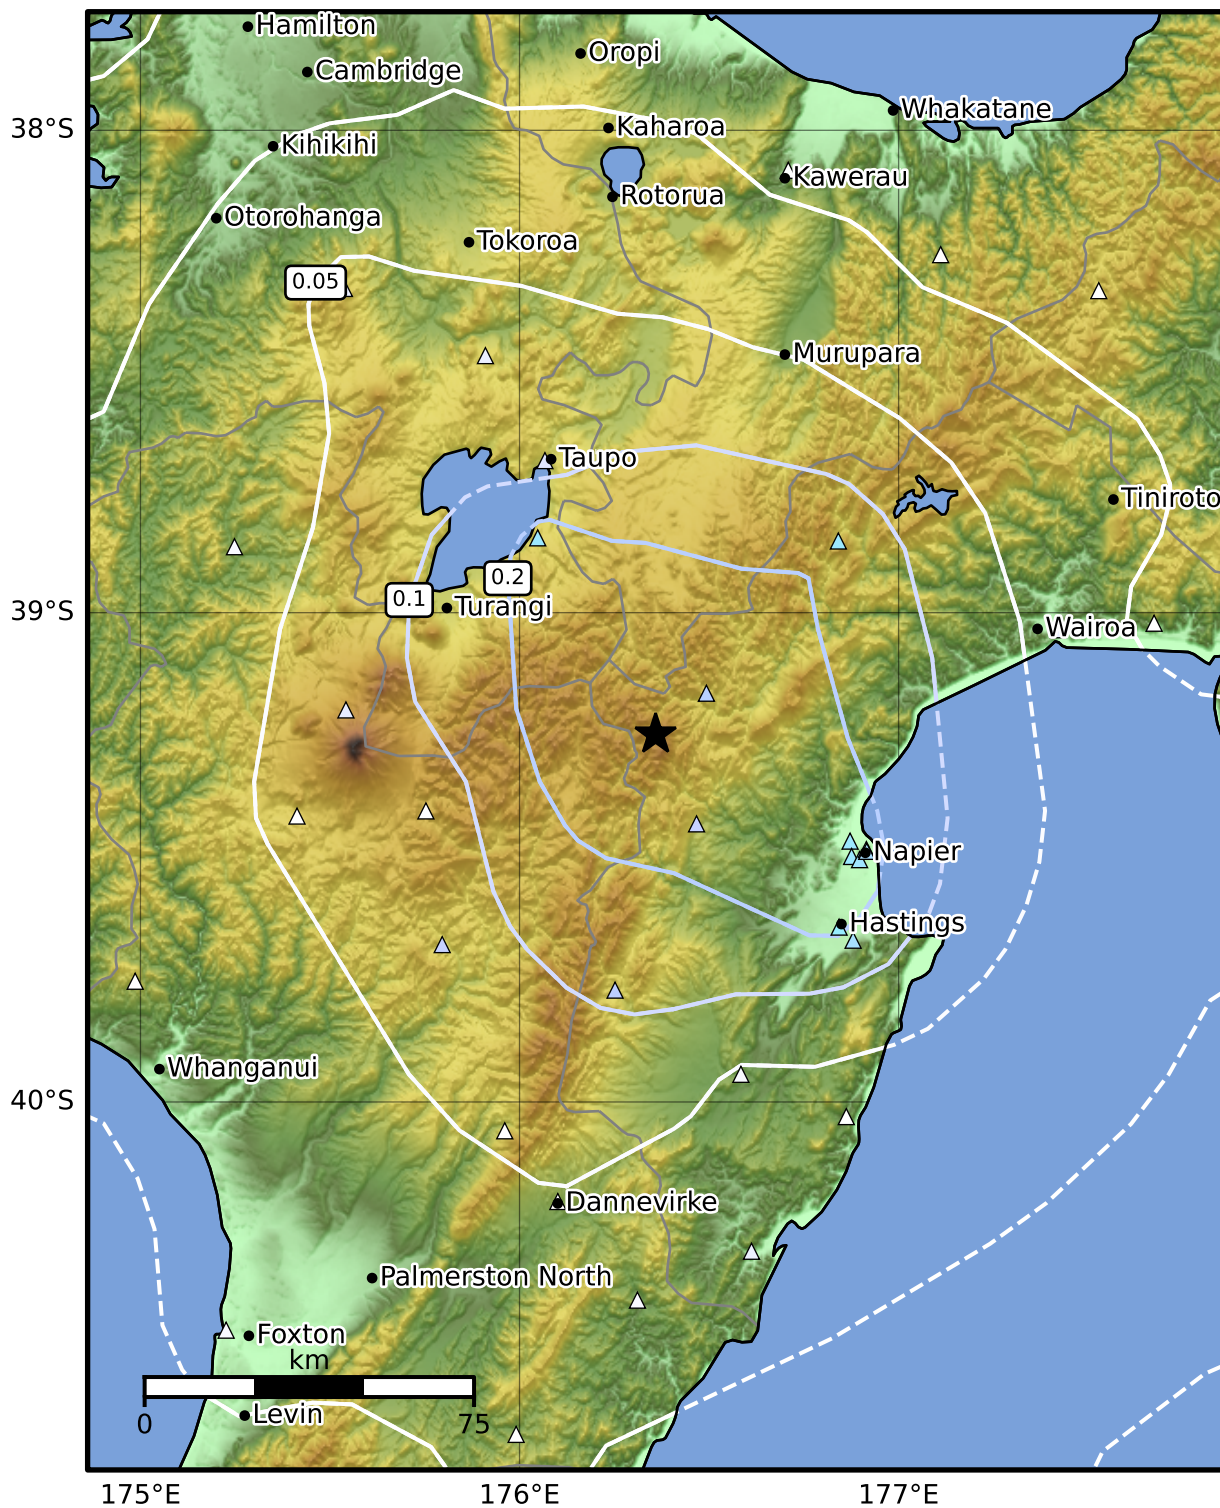 Hamilton
Oropi
Cambridge
Whakatane
38°S
Kaharoa
Kihikihi
Kawerau
Rotorua
Otorohanga
Tokoroa
0.05
Murupara
Taupo
Tiniroto
0.2
0.1
Turangi
39°S
Wairoa
Napier
Hastings
Whanganui
40°S
Dannevirke
Palmerston North
Foxton
km
Levin
0
75
175°E
176°E
177°E